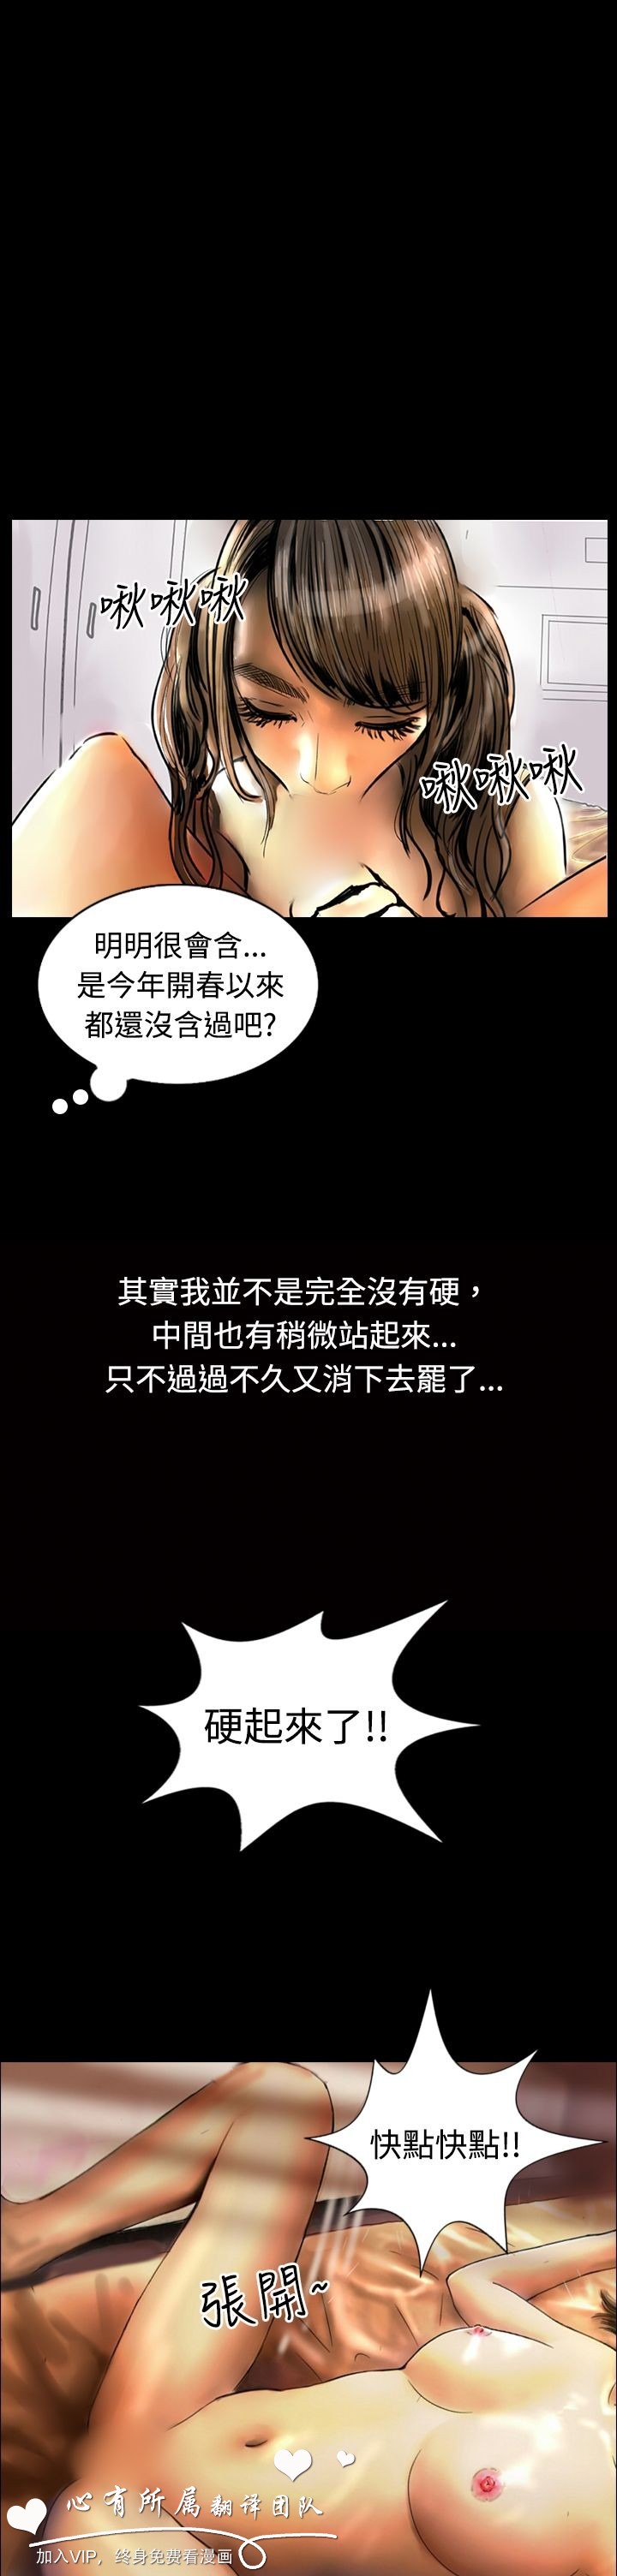 啾啾啾
啾啾啾
明明很會含...
是今年開春以來
都還沒含過吧?
其實我並不是完全沒有硬，
中間也有稍微站起來...
只不過過不久又消下去罷了...
硬起來了!!
快點快點!!
張開~
心有所属翻译团队
加入VIP，终身免费看漫画